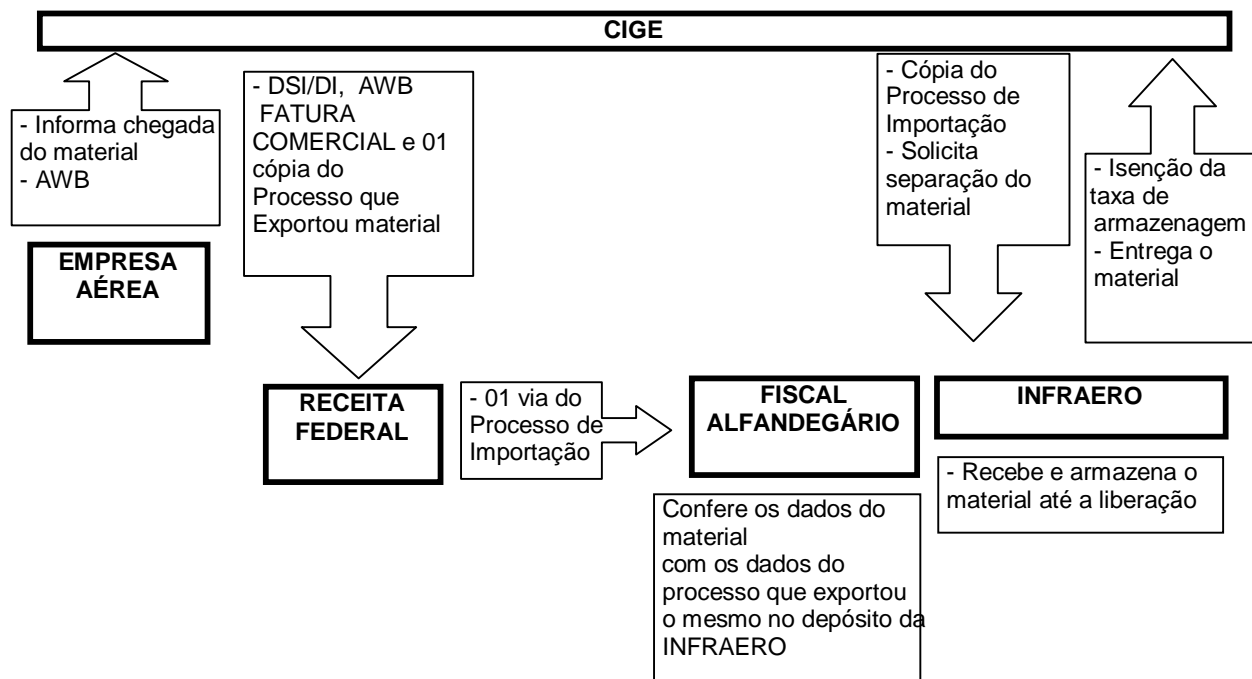 CIGE
- Informa chegada
do material
- AWB
EMPRESA
AÉREA
- DSI/DI, AWB
FATURA
COMERCIAL e 01
cópia do
Processo que
Exportou material
RECEITA
FEDERAL
- 01 via do
Processo de
Importação
FISCAL
ALFANDEGÁRIO
Confere os dados do
material
com os dados do
processo que exportou
o mesmo no depósito da
INFRAERO
- Cópia do
Processo de
Importação
- Solicita
separação do
material
INFRAERO
- Recebe e armazena o
material até a liberação
- Isenção da
taxa de
armazenagem
- Entrega o
material